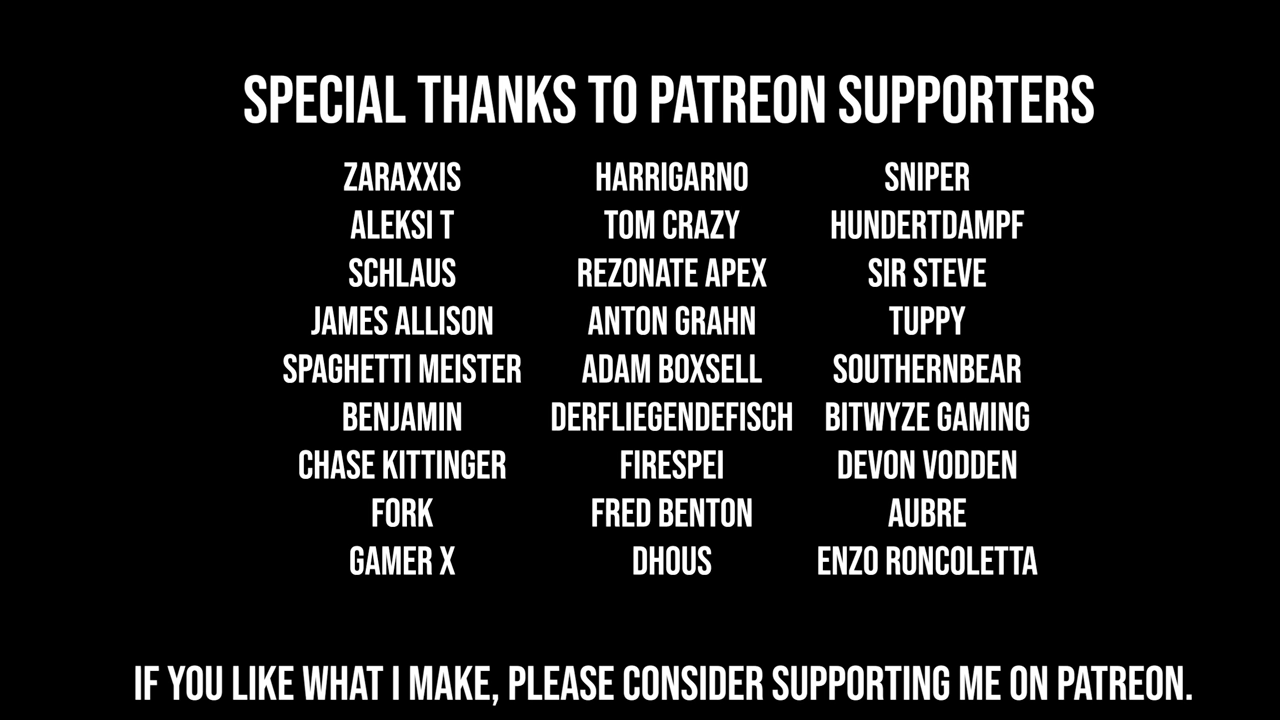 SPECIAL THANKS TO PATREON SUPPORTERS
ZARAXXIS HARRIGARNO SNIPER
ALEKSI T TOM CRAZY HUNDERTDAMPF
SCHLAUS REZONATE APEX SIR STEVE
JAMES ALLISON ANTON GRAHN TUPPY
SPAGHETTI MEISTER ADAM BOXSELL SOUTHERNBEAR
BENJAMIN DERFLIEGENDEFISCH BITWYZE GAMING
CHASE KITTINGER FIRESPEI DEVON VODDEN
FORK FRED BENTON AUBRE
GAMER X DHOUS ENZO RONCOLETTA
IF YOU LIKE WHAT I MAKE, PLEASE CONSIDER SUPPORTING ME ON PATREON.